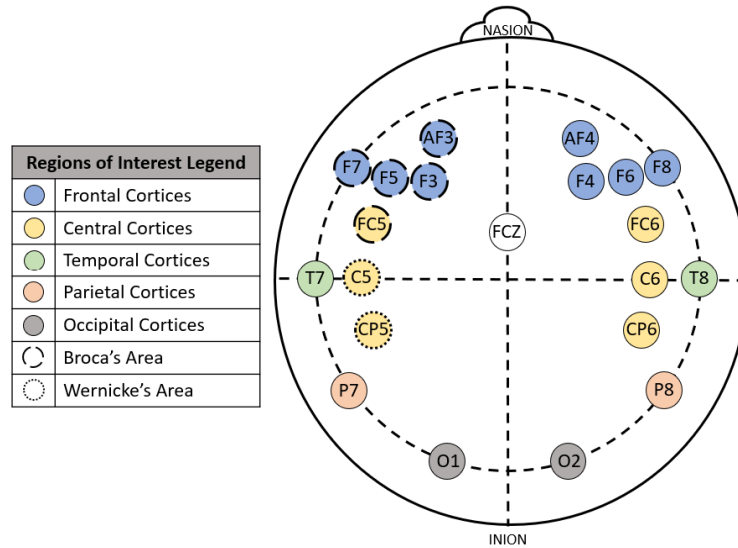 NASION
Regions of Interest Legend
Frontal Cortices
Central Cortices
Temporal Cortices
Parietal Cortices
Occipital Cortices
Broca's Area
Wernicke's Area
AF3 AF4
F7 F5 F3 F4 F6 F8
FC5 FCZ FC6
T7 C5 C6 T8
CP5 CP6
P7 P8
O1 O2
INION